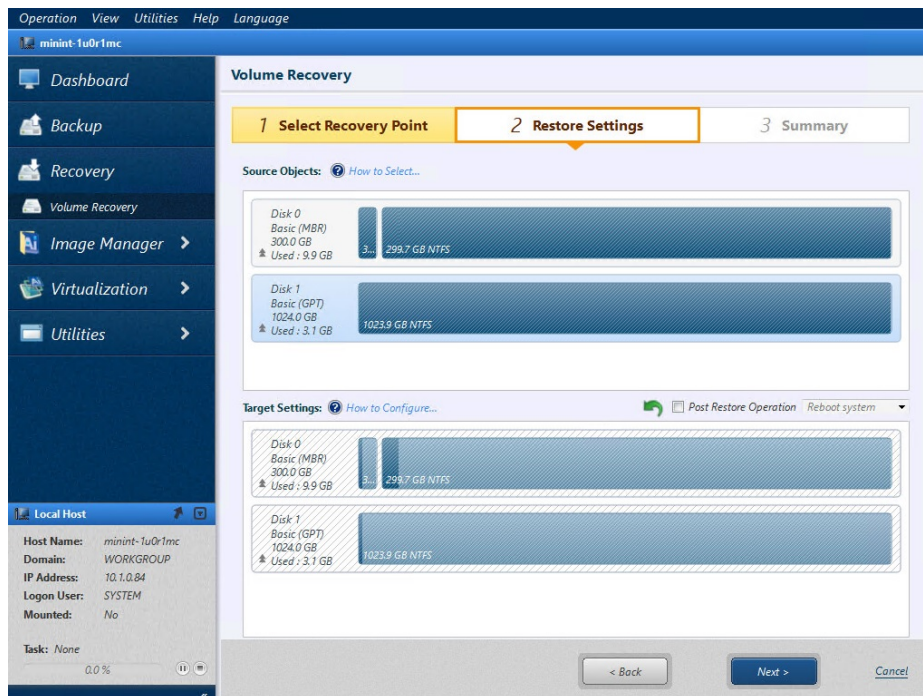 Operation View Utilities Help Language
minint-1u0r1mc
Dashboard
Backup
Recovery
Volume Recovery
Image Manager
Virtualization
Utilities
Local Host
Host Name: minint-1u0r1mc
Domain: WORKGROUP
IP Address: 10.1.0.84
Logon User: SYSTEM
Mounted: No
Task: None
0.0 %
Volume Recovery
1 Select Recovery Point
2 Restore Settings
3 Summary
Source Objects: How to Select...
Disk 0
Basic (MBR)
300.0 GB
Used : 9.9 GB
3... 299.7 GB NTFS
Disk 1
Basic (GPT)
1024.0 GB
Used : 3.1 GB
1023.9 GB NTFS
Target Settings: How to Configure...
Post Restore Operation Reboot system
Disk 0
Basic (MBR)
300.0 GB
Used : 9.9 GB
3... 299.7 GB NTFS
Disk 1
Basic (GPT)
1024.0 GB
Used : 3.1 GB
1023.9 GB NTFS
< Back
Next >
Cancel